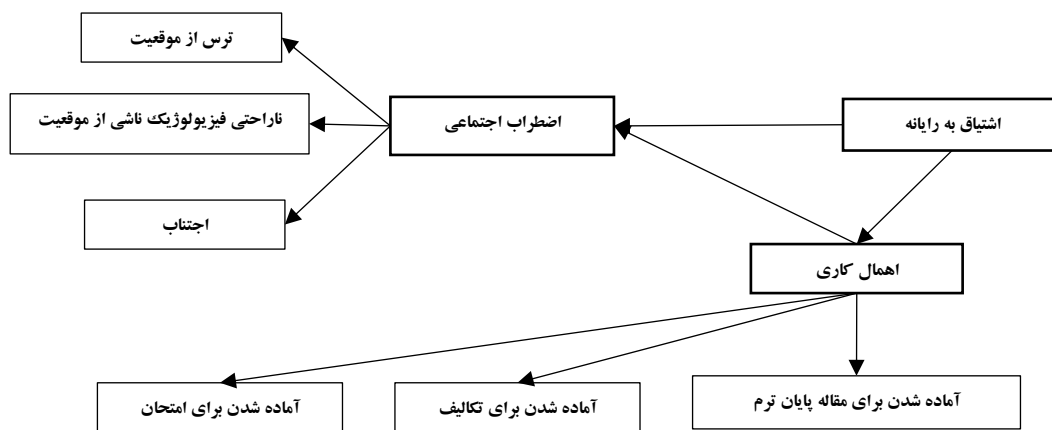 ترس از موقعیت
ناراحتی فیزیولوژیک ناشی از موقعیت
اضطراب اجتماعی
اشتیاق به رایانه
اجتناب
اهمال کاری
آماده شدن برای مقاله پایان ترم
آماده شدن برای تکالیف
آماده شدن برای امتحان